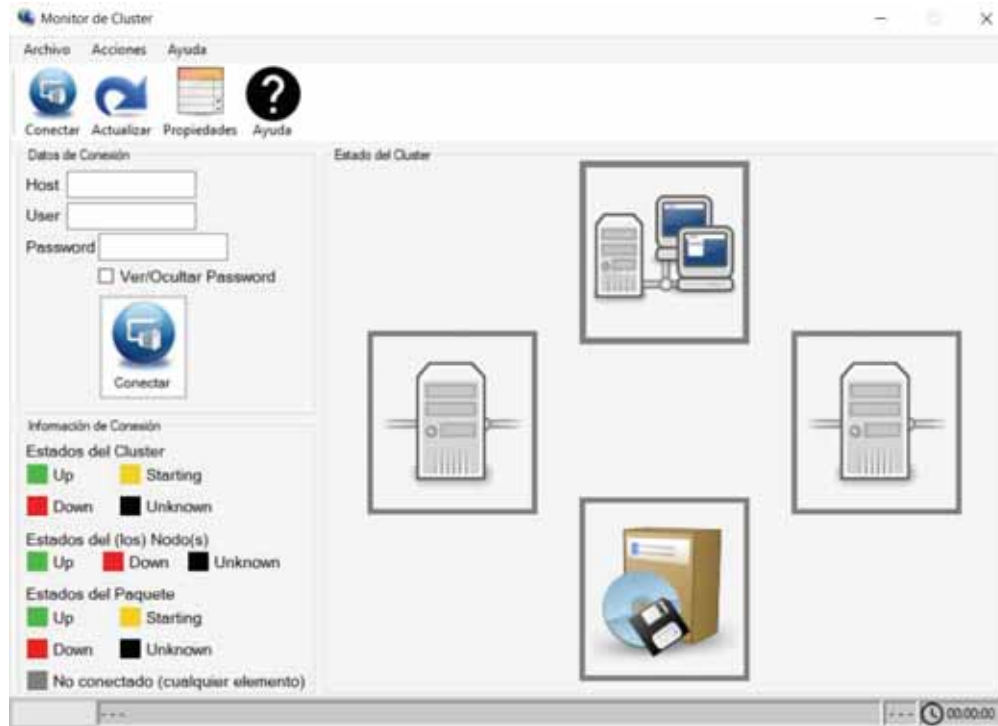 Monitor de Cluster
Archivo Acciones Ayuda
Conectar Actualizar Propiedades Ayuda
Datos de Conexión
Host
User
Password
Ver/Ocultar Password
Conectar
Información de Conexión
Estados del Cluster
Up Starting
Down Unknown
Estados del (los) Nodo(s)
Up Down Unknown
Estados del Paquete
Up Starting
Down Unknown
No conectado (cualquier elemento)
Estado del Cluster
--- --- 00:00:00